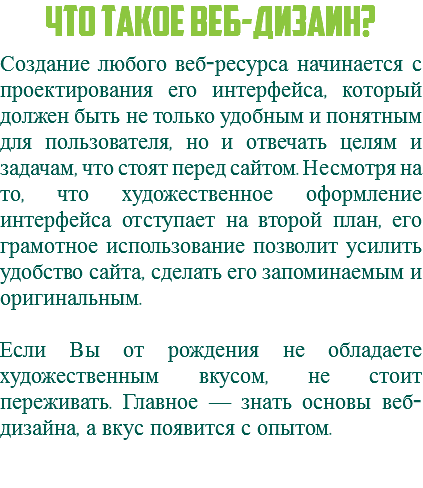 ЧТО ТАКОЕ ВЕБ-ДИЗАЙН?
Создание любого веб-ресурса начинается с
проектирования его интерфейса, который
должен быть не только удобным и понятным
для пользователя, но и отвечать целям и
задачам, что стоят перед сайтом. Несмотря на
то, что художественное оформление
интерфейса отступает на второй план, его
грамотное использование позволит усилить
удобство сайта, сделать его запоминаемым и
оригинальным.
Если Вы от рождения не обладаете
художественным вкусом, не стоит
переживать. Главное — знать основы веб-
дизайна, а вкус появится с опытом.